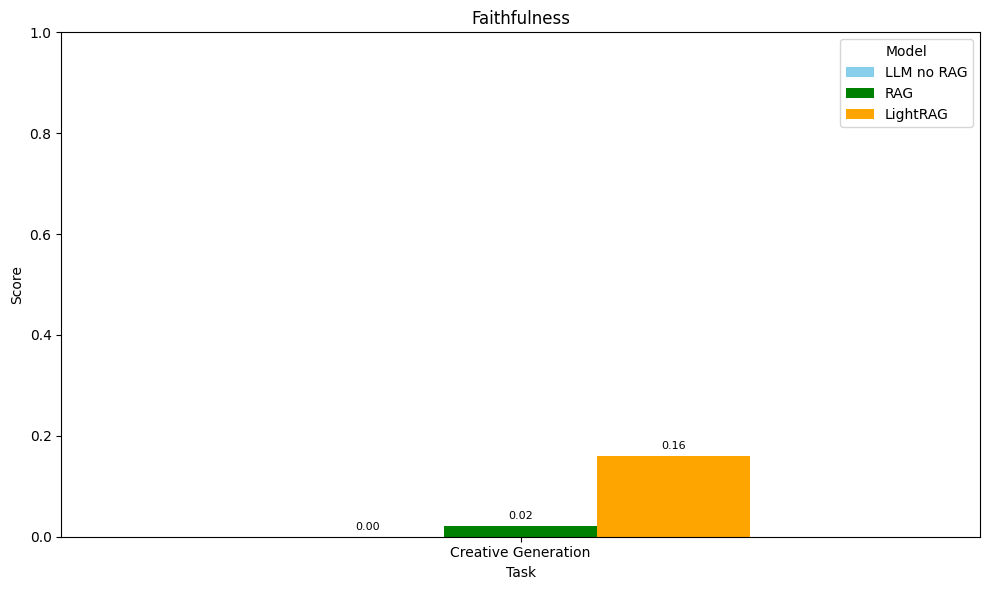 Faithfulness
1.0
0.8
0.6
0.4
0.2
0.0
Score
Model
LLM no RAG
RAG
LightRAG
0.00
0.02
0.16
Creative Generation
Task